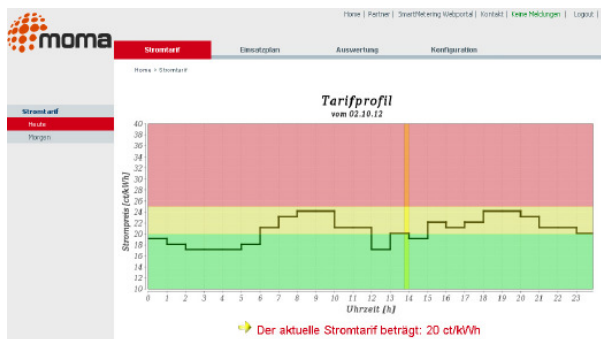 Home | Partner | SmartMetering Webportal | Kontakt | Keine Meldungen | Logout |
moma
Stromtarif Einsatzplan Auswertung Konfiguration
Home > Stromtarif
Stromtarif
Heute
Morgen
Tarifprofil
vom 02.10.12
Strompreis [ct/kWh]
40
38
36
34
32
30
28
26
24
22
20
18
16
14
12
10
0 1 2 3 4 5 6 7 8 9 10 11 12 13 14 15 16 17 18 19 20 21 22 23
Uhrzeit [h]
Der aktuelle Stromtarif beträgt: 20 ct/kWh